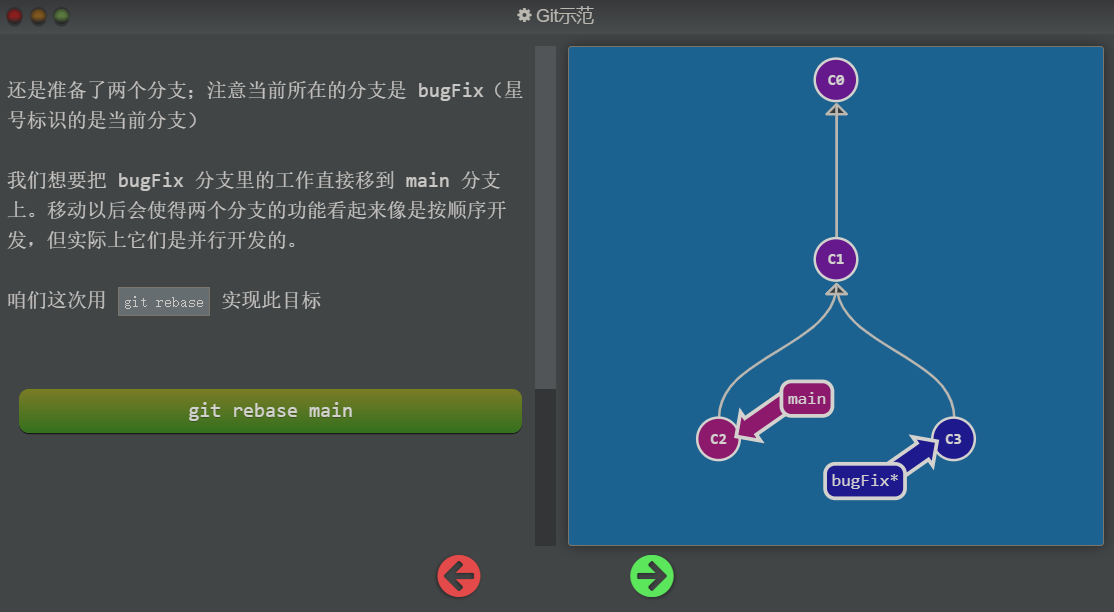 Git示范
还是准备了两个分支；注意当前所在的分支是 bugFix（星
号标识的是当前分支）
我们想要把 bugFix 分支里的工作直接移到 main 分支
上。移动以后会使得两个分支的功能看起来像是按顺序开
发，但实际上它们是并行开发的。
咱们这次用 git rebase 实现此目标
git rebase main
C0
C1
main
C2
C3
bugFix*